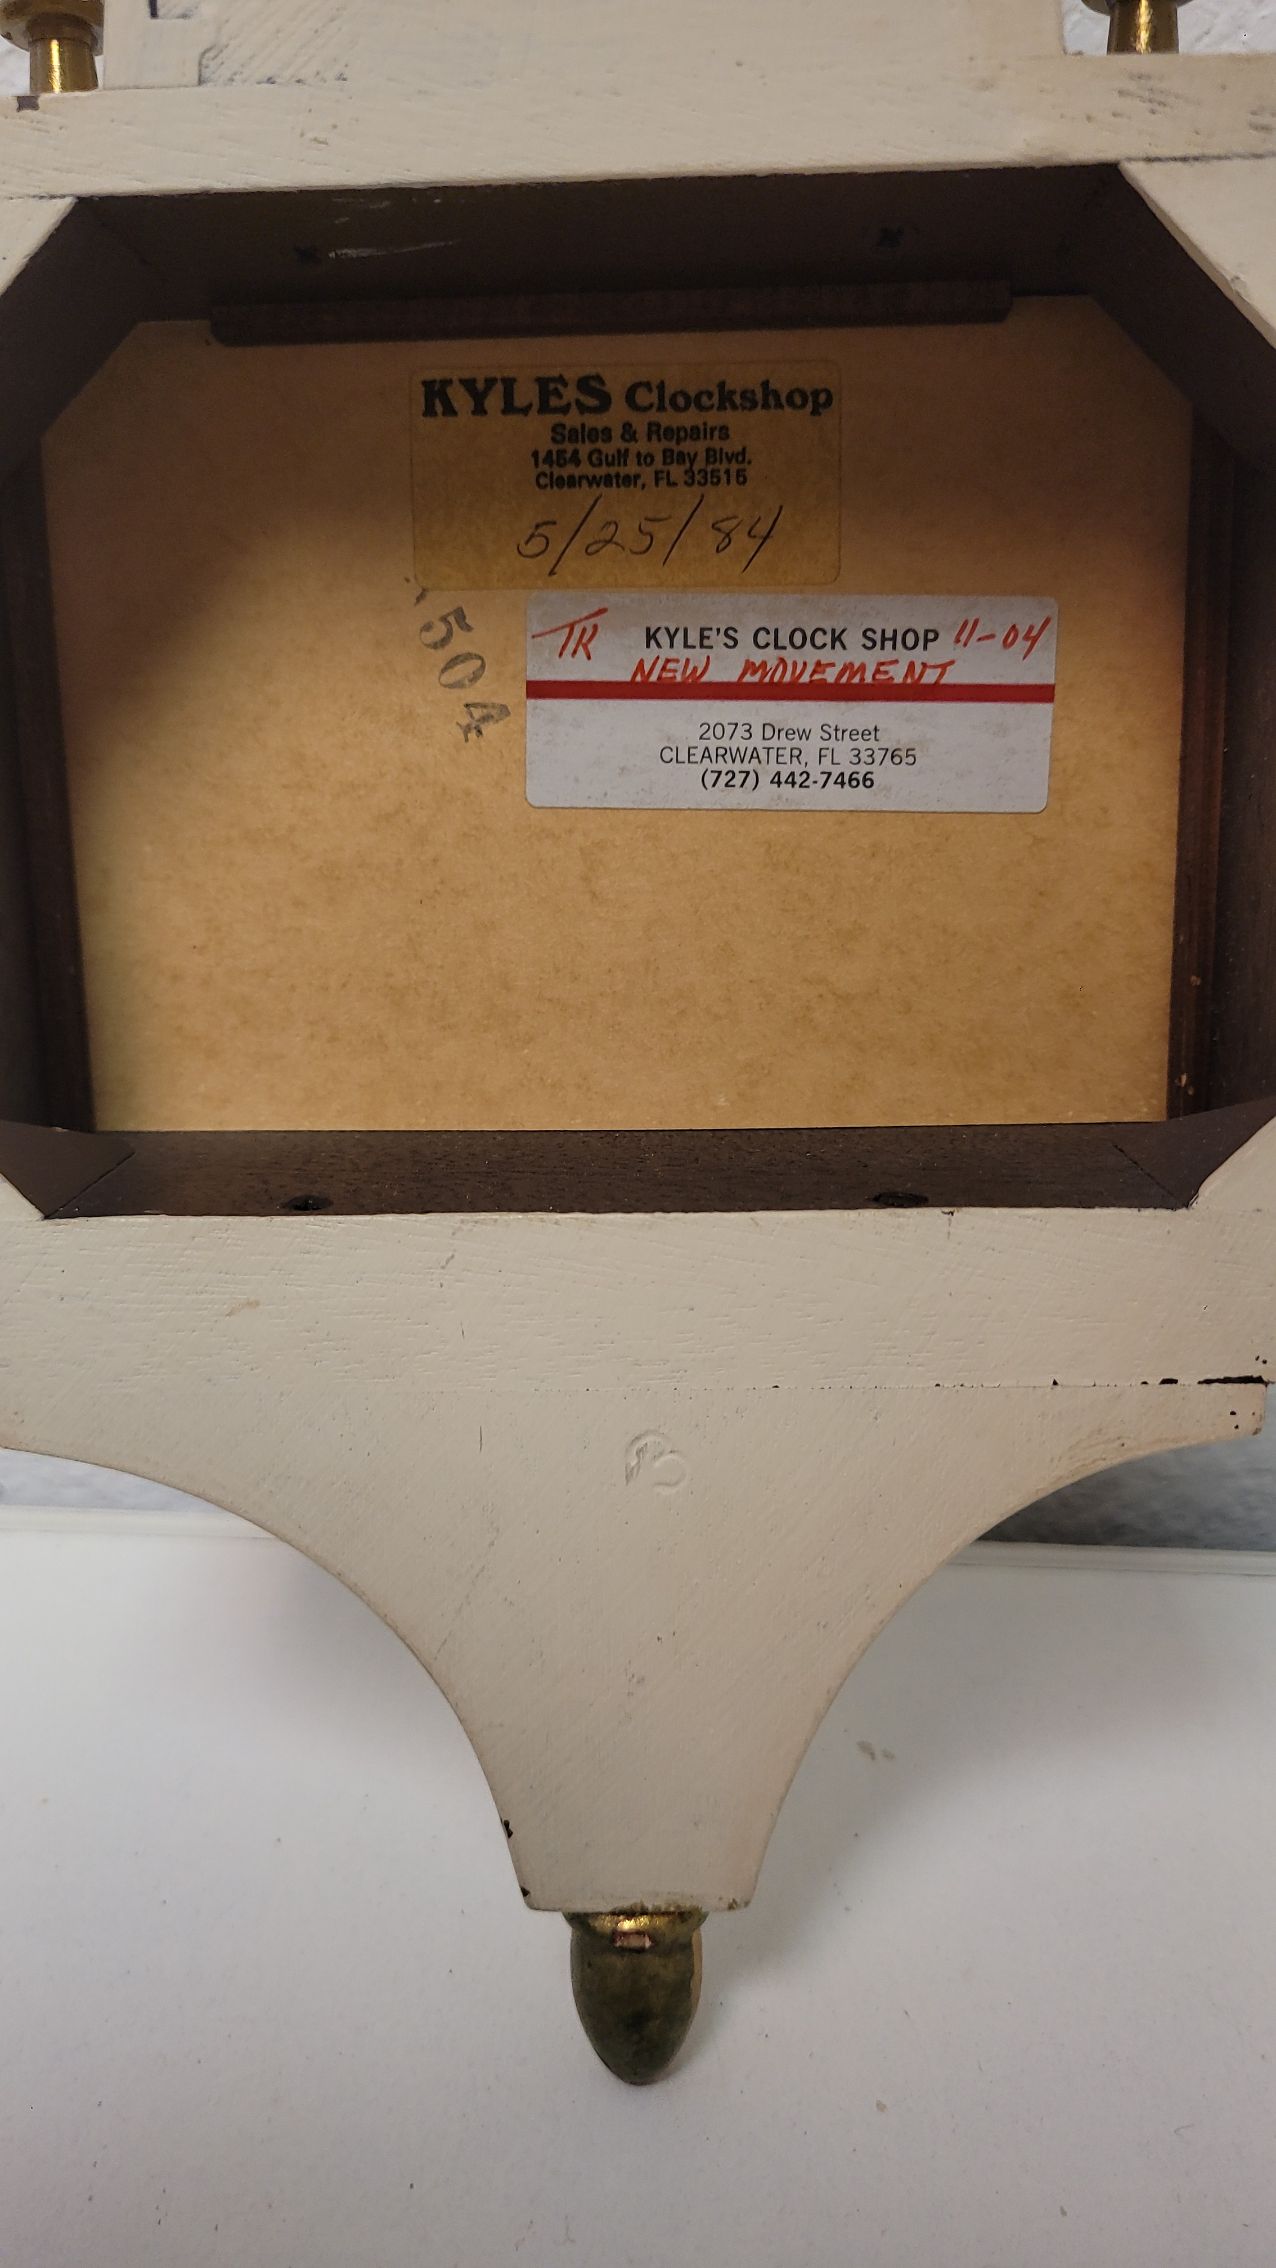 KYLES Clockshop
Sales & Repairs
1454 Gulf to Bay Blvd.
Clearwater, FL 33515
5/25/84
504
TR KYLE'S CLOCK SHOP 11-04
NEW MOVEMENT
2073 Drew Street
CLEARWATER, FL 33765
(727) 442-7466